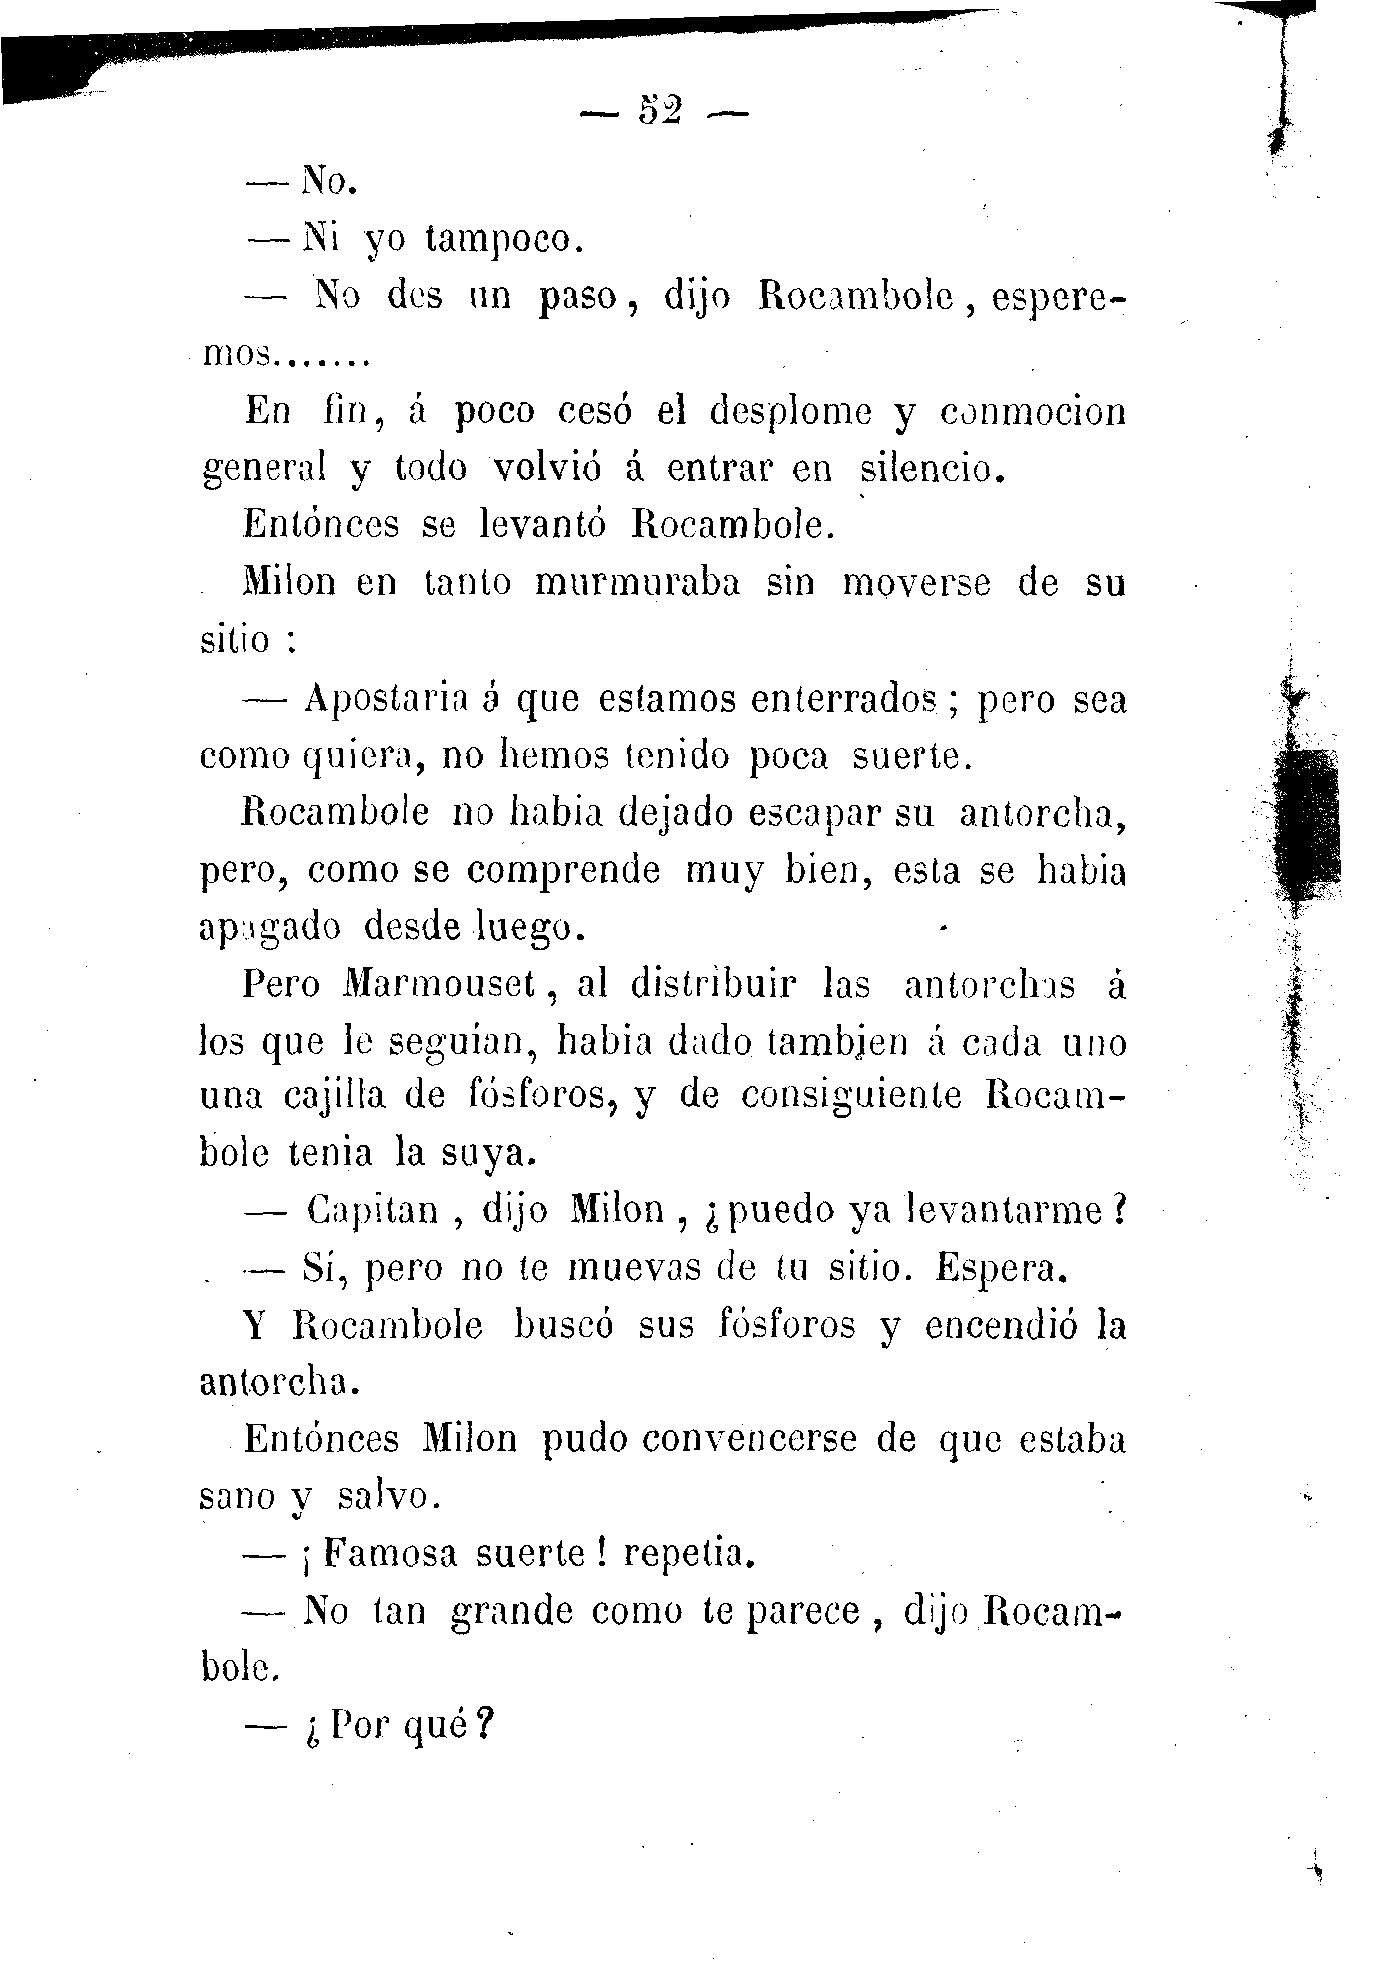 — 52 —
— No.
— Ni yo tampoco.
— No des un paso, dijo Rocambole, espere-
mos.......
En fin, á poco cesó el desplome y conmocion
general y todo volvió á entrar en silencio.
Entónces se levantó Rocambole.
Milon en tanto murmuraba sin moverse de su
sitio :
— Apostaria á que estamos enterrados ; pero sea
como quiera, no hemos tenido poca suerte.
Rocambole no habia dejado escapar su antorcha,
pero, como se comprende muy bien, esta se habia
apagado desde luego.
Pero Marmouset, al distribuir las antorchas á
los que le seguian, habia dado tambien á cada uno
una cajilla de fósforos, y de consiguiente Rocam-
bole tenia la suya.
— Capitan , dijo Milon , ¿puedo ya levantarme?
— Sí, pero no te muevas de tu sitio. Espera.
Y Rocambole buscó sus fósforos y encendió la
antorcha.
Entónces Milon pudo convencerse de que estaba
sano y salvo.
— ¡Famosa suerte! repetia.
— No tan grande como te parece, dijo Rocam-
bole.
— ¿Por qué?